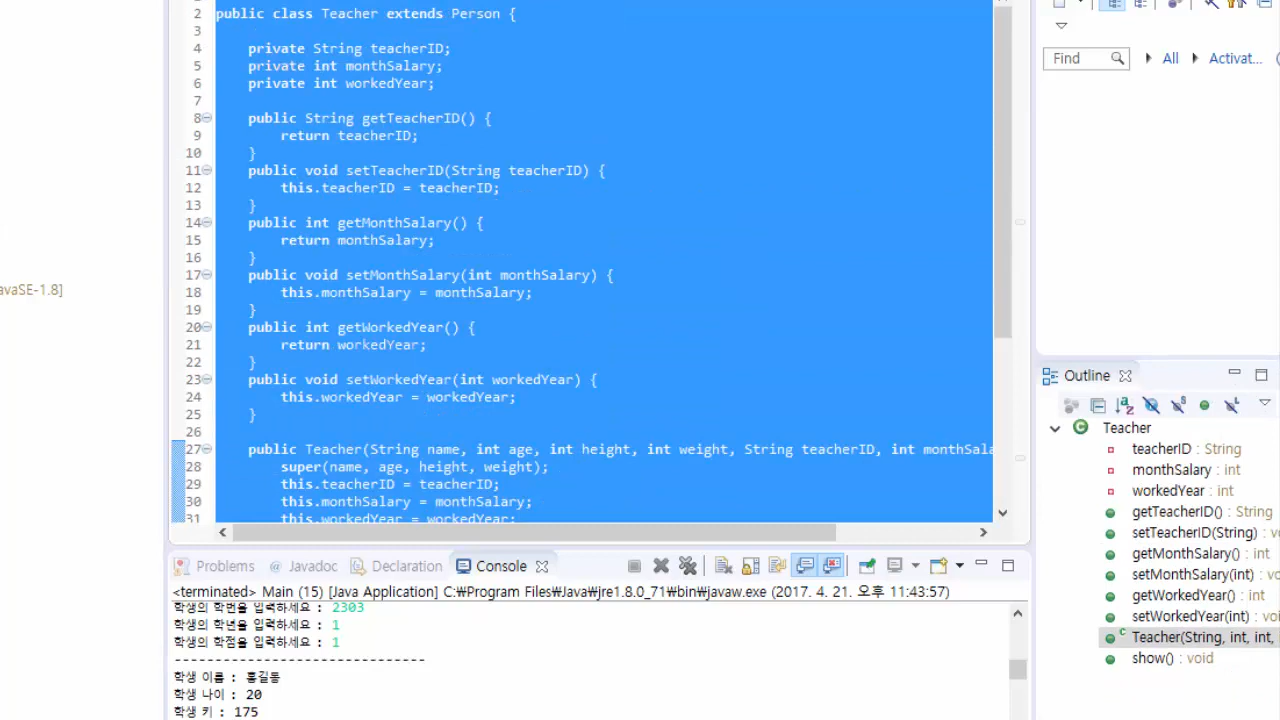 2 public class Teacher extends Person {
3
4 private String teacherID;
5 private int monthSalary;
6 private int workedYear;
7
8 public String getTeacherID() {
9 return teacherID;
10 }
11 public void setTeacherID(String teacherID) {
12 this.teacherID = teacherID;
13 }
14 public int getMonthSalary() {
15 return monthSalary;
16 }
17 public void setMonthSalary(int monthSalary) {
18 this.monthSalary = monthSalary;
19 }
20 public int getWorkedYear() {
21 return workedYear;
22 }
23 public void setWorkedYear(int workedYear) {
24 this.workedYear = workedYear;
25 }
26
27 public Teacher(String name, int age, int height, int weight, String teacherID, int monthSala
28 super(name, age, height, weight);
29 this.teacherID = teacherID;
30 this.monthSalary = monthSalary;
31 this.workedYear = workedYear;
avaSE-1.8]
Find All Activat...
Outline
Teacher
teacherID : String
monthSalary : int
workedYear : int
getTeacherID() : String
setTeacherID(String) : vo
getMonthSalary() : int
setMonthSalary(int) : vo
getWorkedYear() : int
setWorkedYear(int) : voi
Teacher(String, int, int,
show() : void
Problems Javadoc Declaration Console
<terminated> Main (15) [Java Application] C:₩Program Files₩Java₩jre1.8.0_71₩bin₩javaw.exe (2017. 4. 21. 오후 11:43:57)
학생의 학번을 입력하세요 : 2303
학생의 학년을 입력하세요 : 1
학생의 학점을 입력하세요 : 1
-------------------------------
학생 이름 : 홍길동
학생 나이 : 20
학생 키 : 175